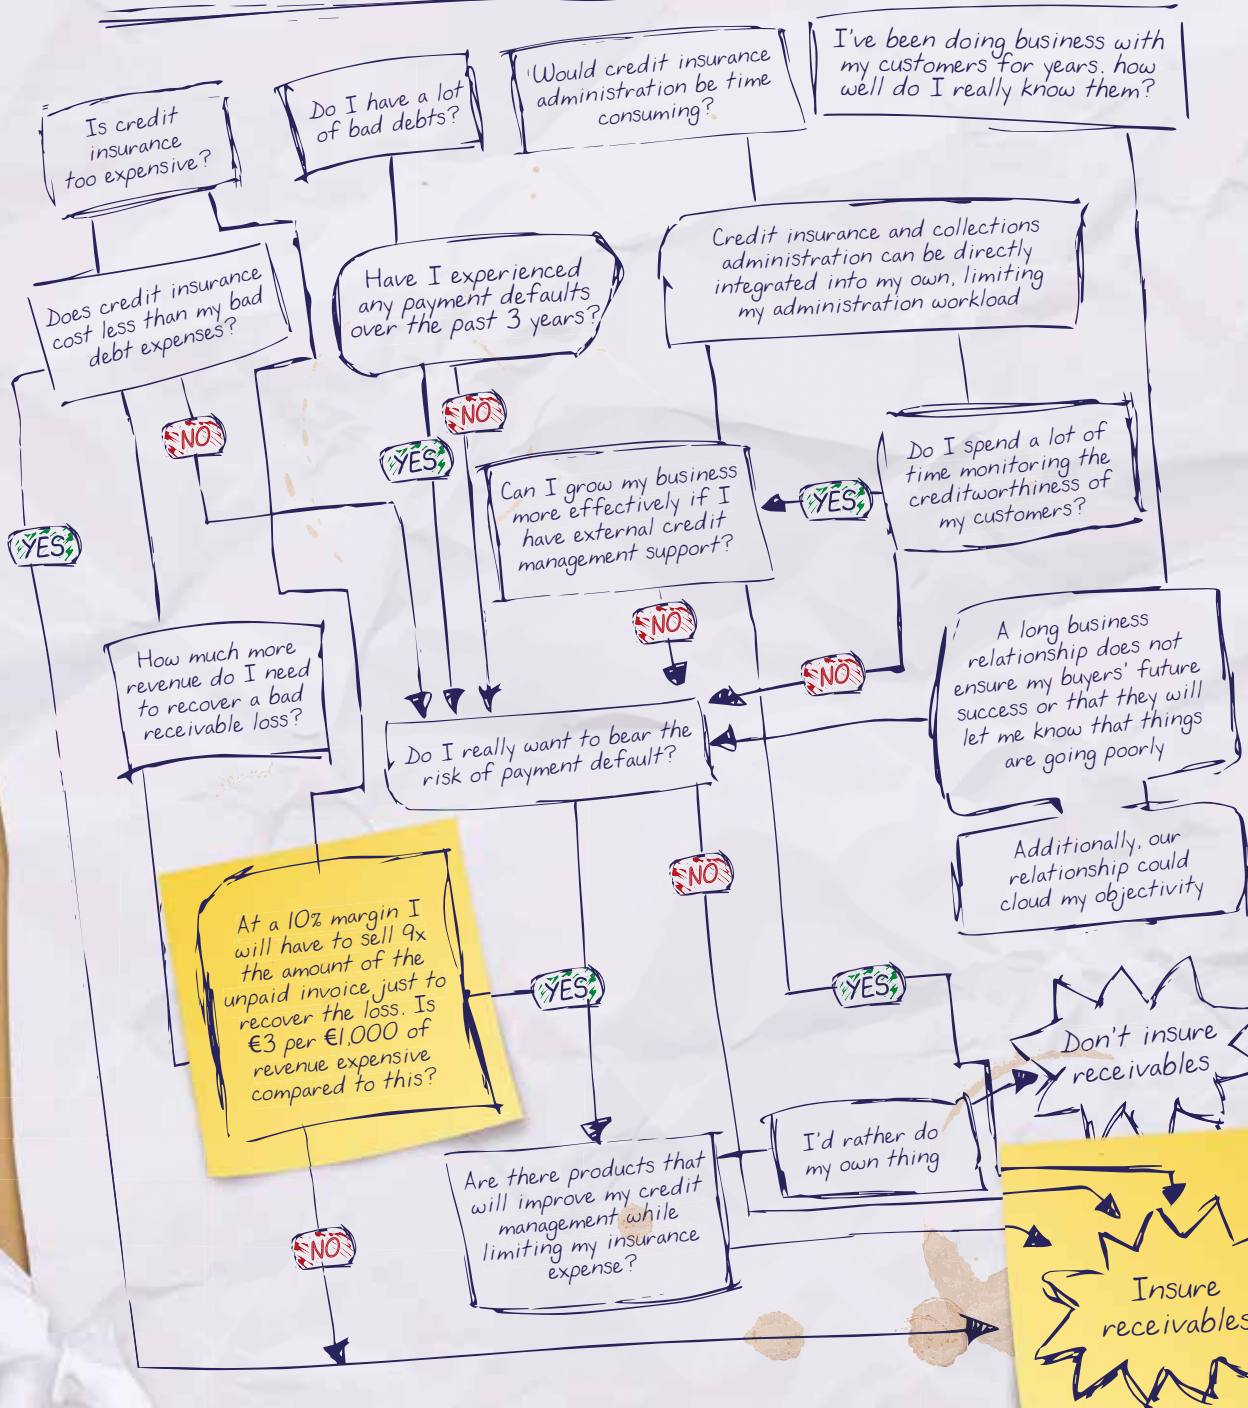 Is credit
insurance
too expensive?
Do I have a lot
of bad debts?
'Would credit insurance
administration be time
consuming?
I've been doing business with
my customers for years. how
well do I really know them?
Does credit insurance
cost less than my bad
debt expenses?
Have I experienced
any payment defaults
over the past 3 years?
Credit insurance and collections
administration can be directly
integrated into my own, limiting
my administration workload
NO
NO
YES
Can I grow my business
more effectively if I
have external credit
management support?
YES
Do I spend a lot of
time monitoring the
creditworthiness of
my customers?
YES
How much more
revenue do I need
to recover a bad
receivable loss?
NO
NO
A long business
relationship does not
ensure my buyers' future
success or that they will
let me know that things
are going poorly
Do I really want to bear the
risk of payment default?
Additionally, our
relationship could
cloud my objectivity
NO
At a 10% margin I
will have to sell 9x
the amount of the
unpaid invoice just to
recover the loss. Is
€3 per €1,000 of
revenue expensive
compared to this?
YES
YES
Don't insure
receivables
I'd rather do
my own thing
Are there products that
will improve my credit
management while
limiting my insurance
expense?
NO
Insure
receivables